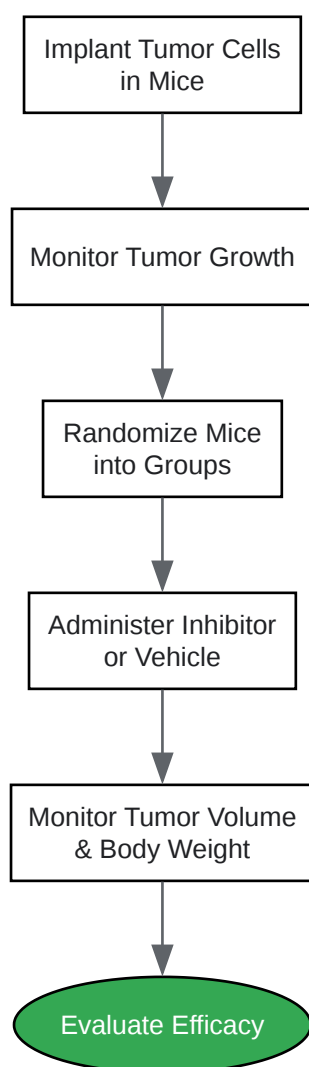 Implant Tumor Cells
in Mice
Monitor Tumor Growth
Randomize Mice
into Groups
Administer Inhibitor
or Vehicle
Monitor Tumor Volume
& Body Weight
Evaluate Efficacy